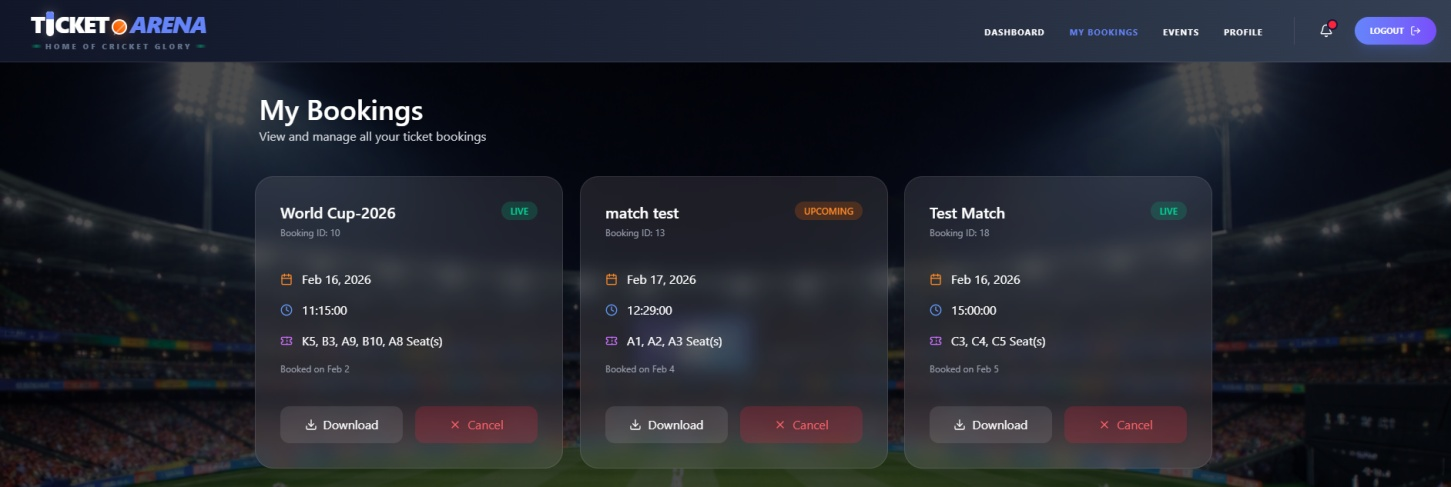 TiCKET ARENA
HOME OF CRICKET GLORY
DASHBOARD
MY BOOKINGS
EVENTS
PROFILE
LOGOUT
My Bookings
View and manage all your ticket bookings
World Cup-2026
LIVE
Booking ID: 10
Feb 16, 2026
11:15:00
K5, B3, A9, B10, A8 Seat(s)
Booked on Feb 2
Download
Cancel
match test
UPCOMING
Booking ID: 13
Feb 17, 2026
12:29:00
A1, A2, A3 Seat(s)
Booked on Feb 4
Download
Cancel
Test Match
LIVE
Booking ID: 18
Feb 16, 2026
15:00:00
C3, C4, C5 Seat(s)
Booked on Feb 5
Download
Cancel